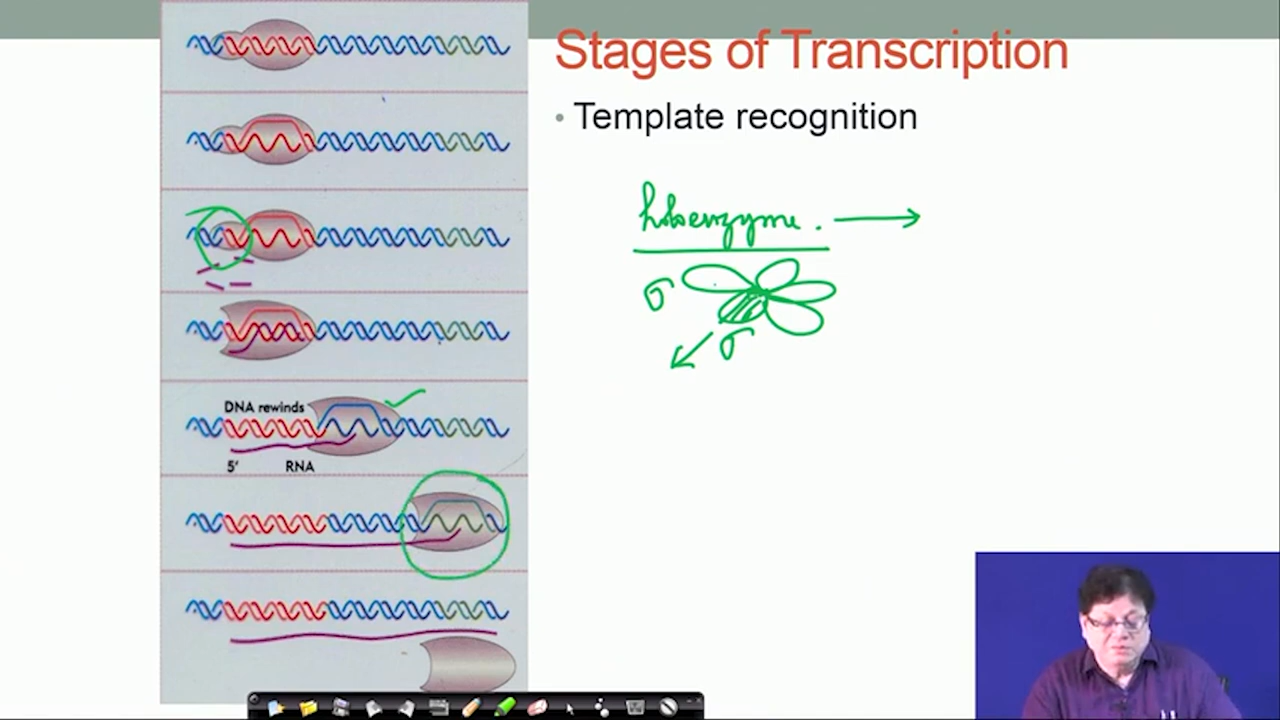 Stages of Transcription
• Template recognition
holoenzyme.
σ
σ
DNA rewinds
5' RNA